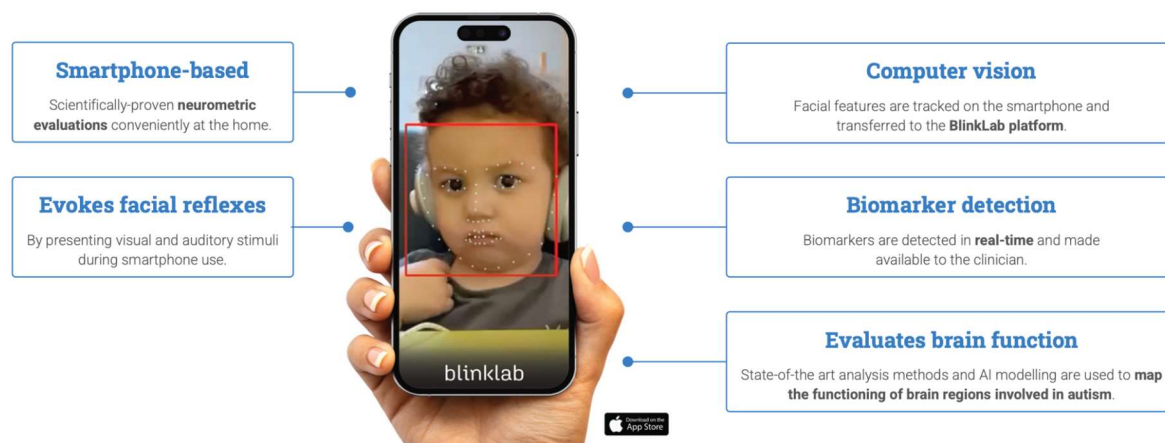 Smartphone-based
Scientifically-proven neurometric
evaluations conveniently at the home.
Evokes facial reflexes
By presenting visual and auditory stimuli
during smartphone use.
blinklab
Download on the
App Store
Computer vision
Facial features are tracked on the smartphone and
transferred to the BlinkLab platform.
Biomarker detection
Biomarkers are detected in real-time and made
available to the clinician.
Evaluates brain function
State-of-the art analysis methods and AI modelling are used to map
the functioning of brain regions involved in autism.